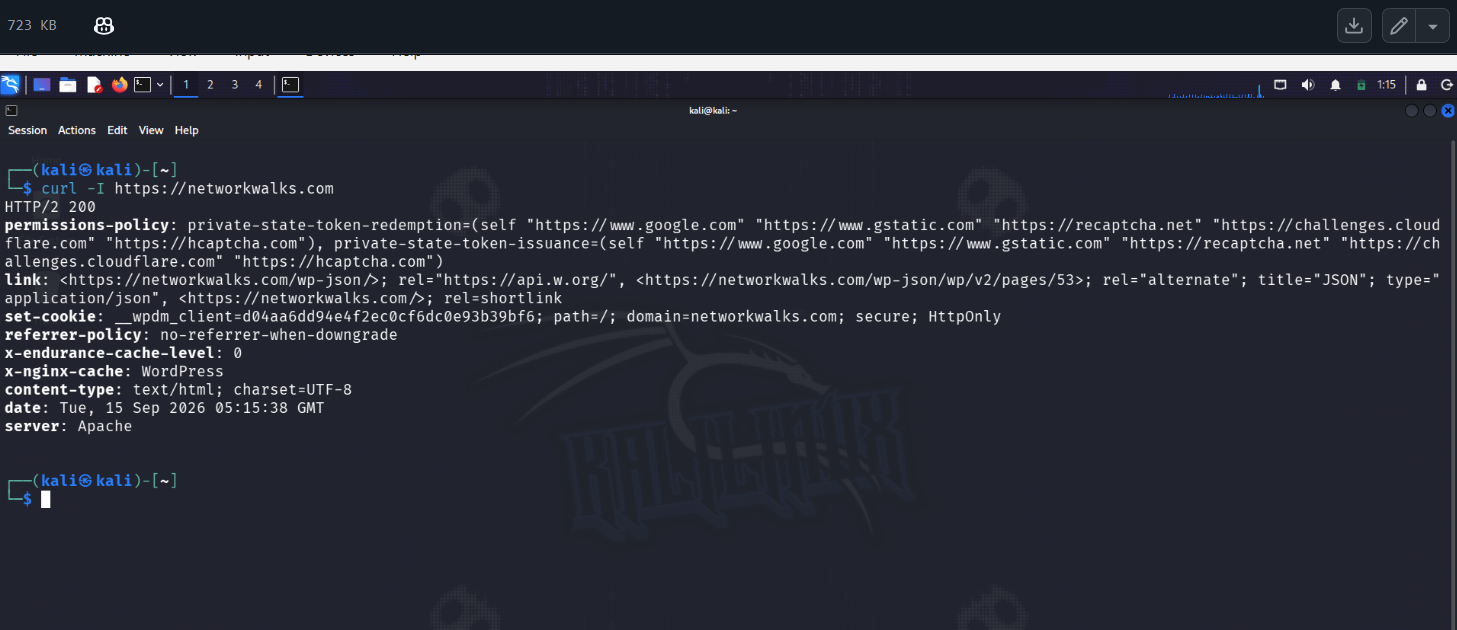 723 KB
1 2 3 4 1:15
kali@kali: ~
Session Actions Edit View Help
┌──(kali㉿kali)-[~]
└─$ curl -I https://networkwalks.com
HTTP/2 200
permissions-policy: private-state-token-redemption=(self "https://www.google.com" "https://www.gstatic.com" "https://recaptcha.net" "https://challenges.cloud
flare.com" "https://hcaptcha.com"), private-state-token-issuance=(self "https://www.google.com" "https://www.gstatic.com" "https://recaptcha.net" "https://ch
allenges.cloudflare.com" "https://hcaptcha.com")
link: <https://networkwalks.com/wp-json/>; rel="https://api.w.org/", <https://networkwalks.com/wp-json/wp/v2/pages/53>; rel="alternate"; title="JSON"; type="
application/json", <https://networkwalks.com/>; rel=shortlink
set-cookie: __wpdm_client=d04aa6dd94e4f2ec0cf6dc0e93b39bf6; path=/; domain=networkwalks.com; secure; HttpOnly
referrer-policy: no-referrer-when-downgrade
x-endurance-cache-level: 0
x-nginx-cache: WordPress
content-type: text/html; charset=UTF-8
date: Tue, 15 Sep 2026 05:15:38 GMT
server: Apache
┌──(kali㉿kali)-[~]
└─$
KALI LINUX